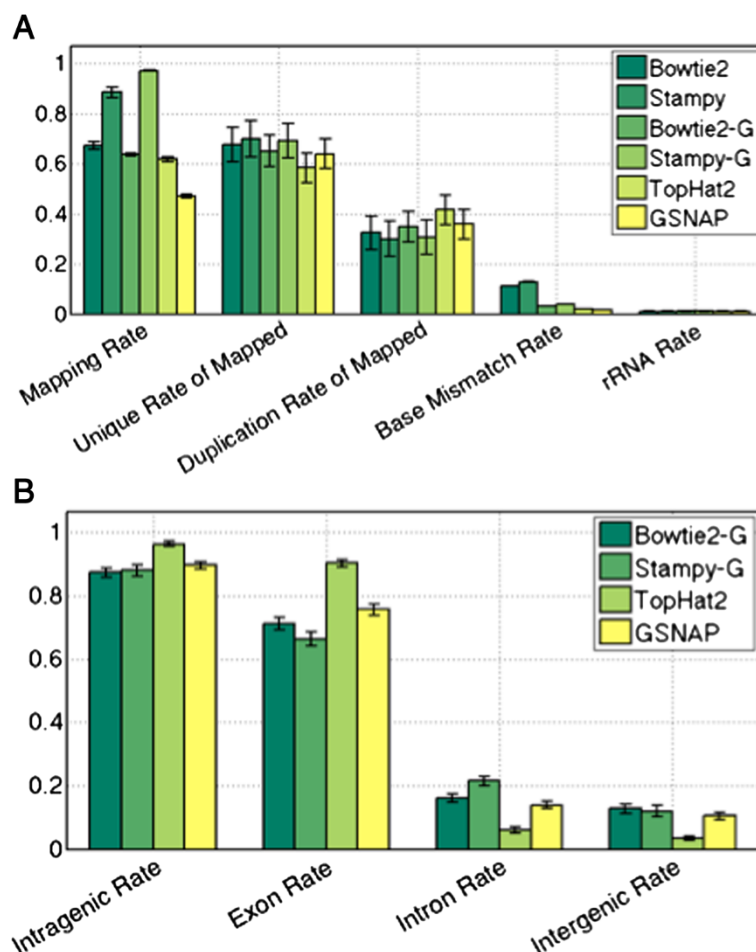 A
1
0.8
0.6
0.4
0.2
0
Bowtie2
Stampy
Bowtie2-G
Stampy-G
TopHat2
GSNAP
Mapping Rate
Unique Rate of Mapped
Duplication Rate of Mapped
Base Mismatch Rate
rRNA Rate
B
1
0.8
0.6
0.4
0.2
0
Bowtie2-G
Stampy-G
TopHat2
GSNAP
Intragenic Rate
Exon Rate
Intron Rate
Intergenic Rate